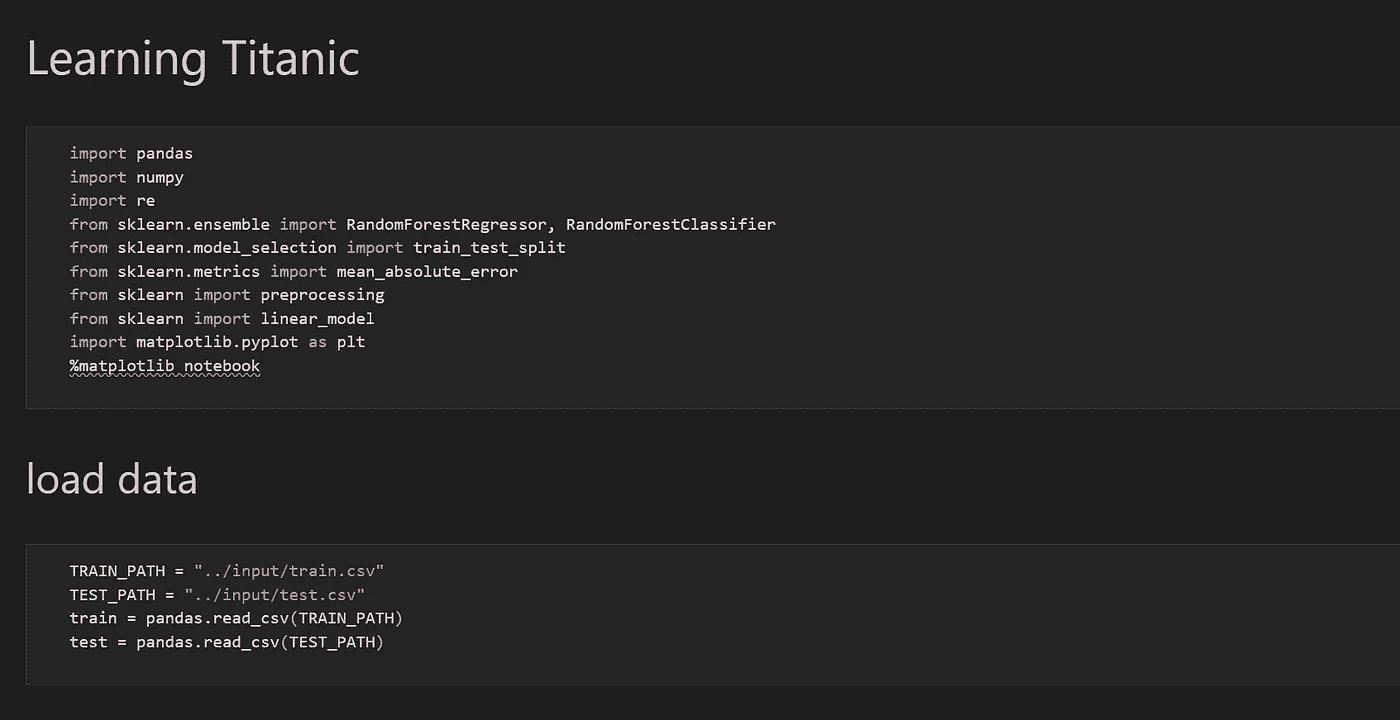 Learning Titanic
import pandas
import numpy
import re
from sklearn.ensemble import RandomForestRegressor, RandomForestClassifier
from sklearn.model_selection import train_test_split
from sklearn.metrics import mean_absolute_error
from sklearn import preprocessing
from sklearn import linear_model
import matplotlib.pyplot as plt
%matplotlib notebook
load data
TRAIN_PATH = "../input/train.csv"
TEST_PATH = "../input/test.csv"
train = pandas.read_csv(TRAIN_PATH)
test = pandas.read_csv(TEST_PATH)